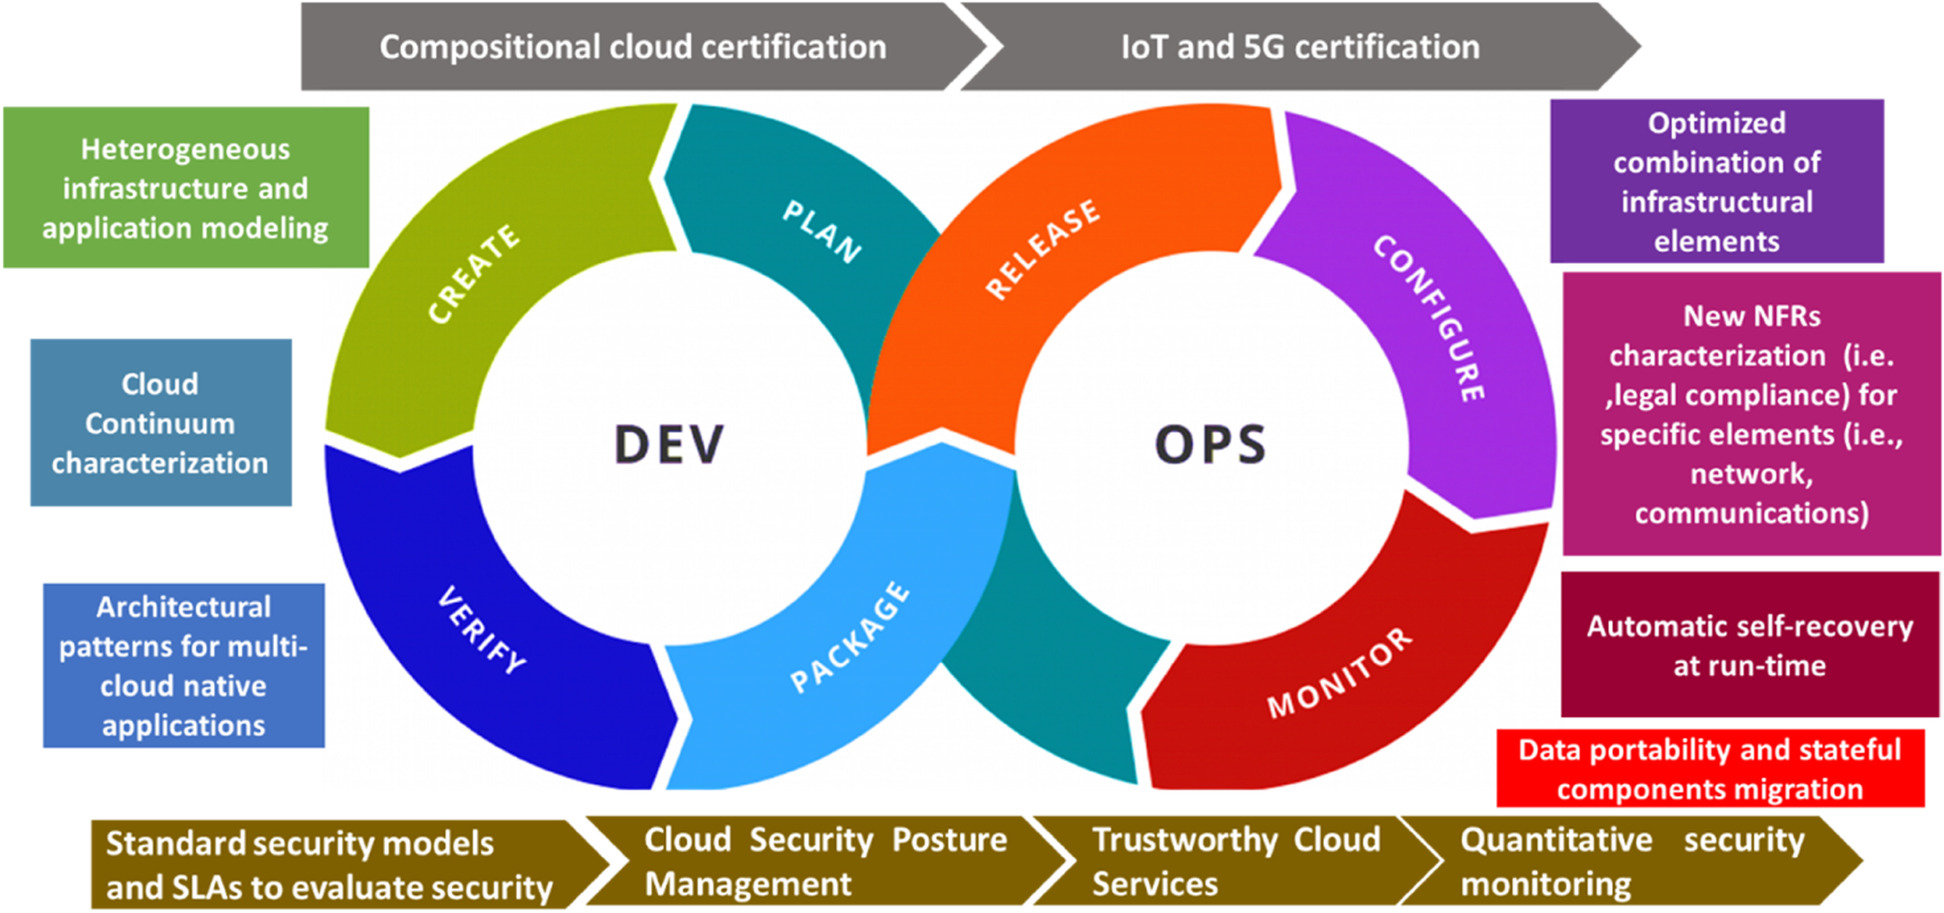 Compositional cloud certification
IoT and 5G certification
Heterogeneous
infrastructure and
application modeling
Cloud
Continuum
characterization
Architectural
patterns for multi-
cloud native
applications
CREATE
PLAN
VERIFY
PACKAGE
DEV
RELEASE
CONFIGURE
MONITOR
OPS
Optimized
combination of
infrastructural
elements
New NFRs
characterization (i.e.
,legal compliance) for
specific elements (i.e.,
network,
communications)
Automatic self-recovery
at run-time
Data portability and stateful
components migration
Standard security models
and SLAs to evaluate security
Cloud Security Posture
Management
Trustworthy Cloud
Services
Quantitative security
monitoring